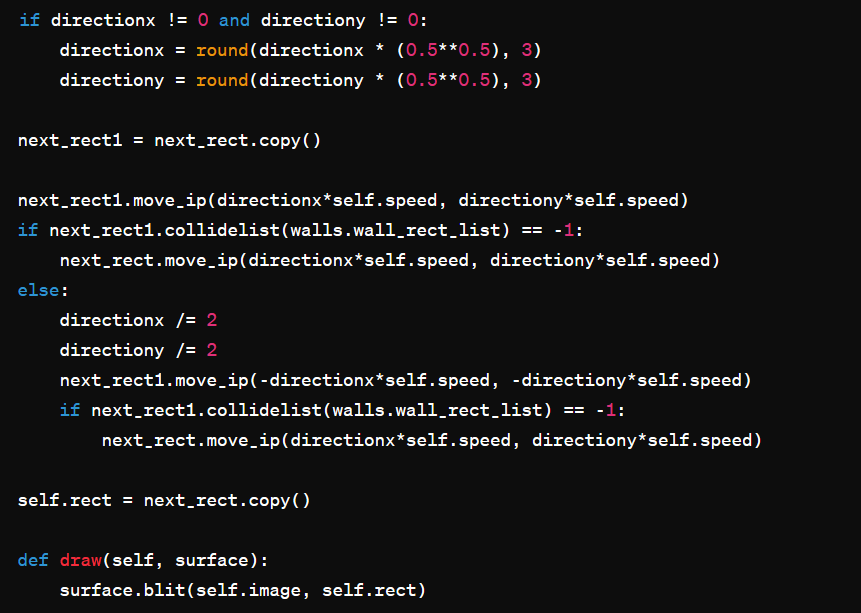 if directionx != 0 and directiony != 0:
    directionx = round(directionx * (0.5**0.5), 3)
    directiony = round(directiony * (0.5**0.5), 3)

next_rect1 = next_rect.copy()

next_rect1.move_ip(directionx*self.speed, directiony*self.speed)
if next_rect1.collidelist(walls.wall_rect_list) == -1:
    next_rect.move_ip(directionx*self.speed, directiony*self.speed)
else:
    directionx /= 2
    directiony /= 2
    next_rect1.move_ip(-directionx*self.speed, -directiony*self.speed)
    if next_rect1.collidelist(walls.wall_rect_list) == -1:
        next_rect.move_ip(directionx*self.speed, directiony*self.speed)

self.rect = next_rect.copy()

def draw(self, surface):
    surface.blit(self.image, self.rect)